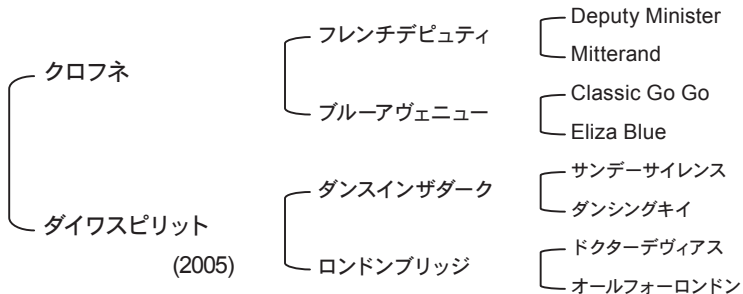 クロフネ
フレンチデピュティ
Deputy Minister
Mitterand
ブルーアヴェニュー
Classic Go Go
Eliza Blue
ダイワスピリット
(2005)
ダンスインザダーク
サンデーサイレンス
ダンシングキイ
ロンドンブリッジ
ドクターデヴィアス
オールフォーロンドン